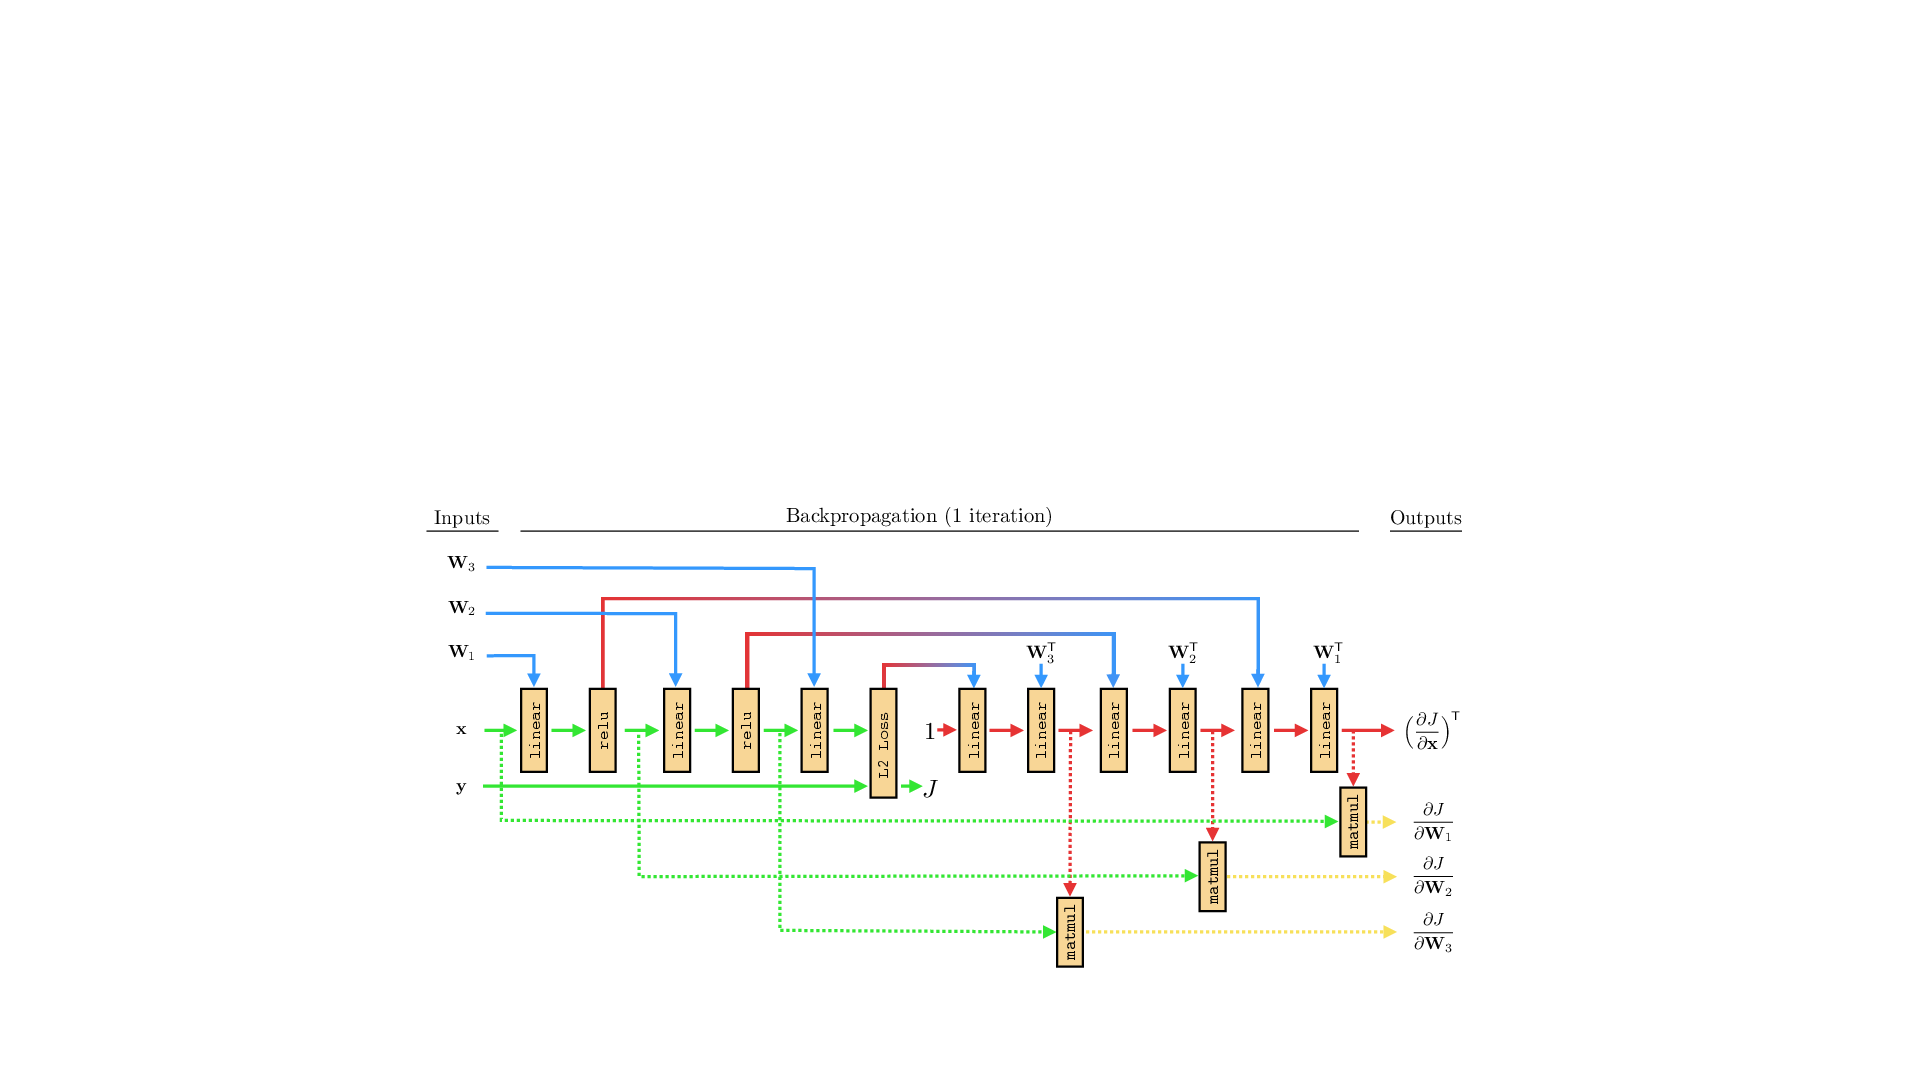 Inputs
Backpropagation (1 iteration)
Outputs
W₃
W₂
W₁
W₃ᵀ
W₂ᵀ
W₁ᵀ
x
linear
relu
linear
relu
linear
L2 Loss
1
linear
linear
linear
linear
linear
linear
(∂J/∂x)ᵀ
y
J
matmul
∂J/∂W₁
matmul
∂J/∂W₂
matmul
∂J/∂W₃